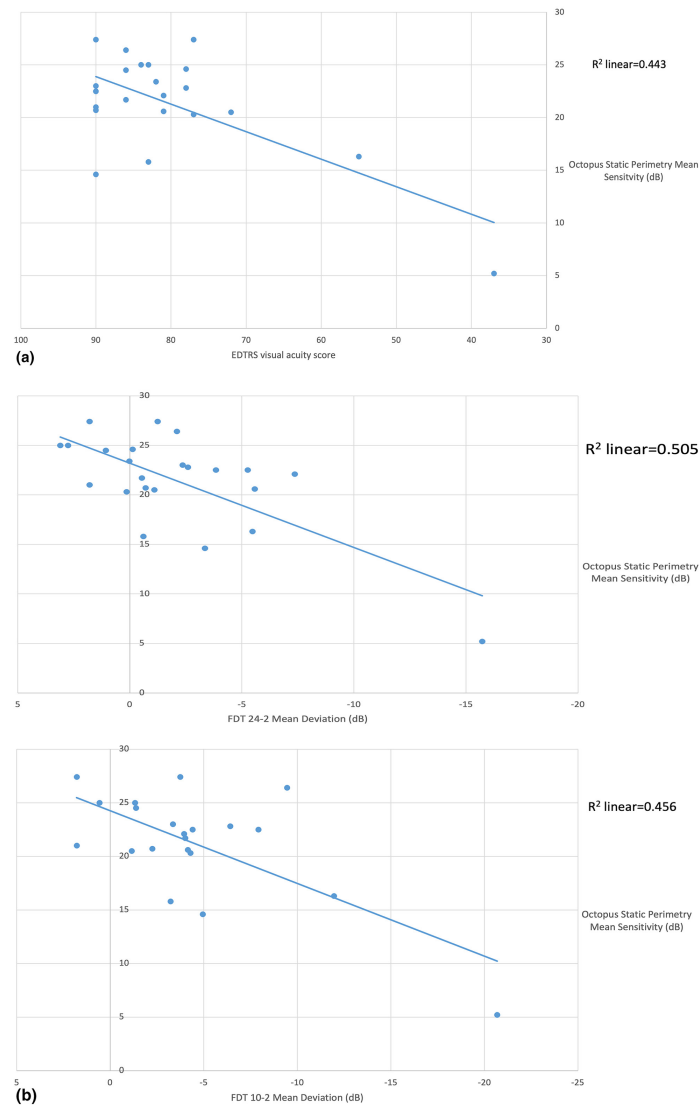 30
R² linear=0.443
25
20
Octopus Static Perimetry Mean
Sensitvity (dB)
15
10
5
0
100 90 80 70 60 50 40 30
(a)
EDTRS visual acuity score
30
R² linear=0.505
25
20
15
Octopus Static Perimetry
Mean Sensitivity (dB)
10
5
0
5 0 -5 -10 -15 -20
FDT 24-2 Mean Deviation (dB)
30
R² linear=0.456
25
20
15
Octopus Static Perimetry
Mean Sensitivity (dB)
10
5
0
5 0 -5 -10 -15 -20 -25
(b)
FDT 10-2 Mean Deviation (dB)